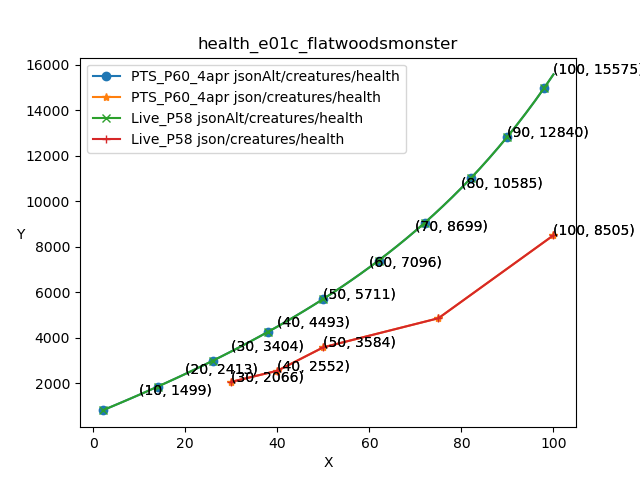 health_e01c_flatwoodsmonster
PTS_P60_4apr jsonAlt/creatures/health
PTS_P60_4apr json/creatures/health
Live_P58 jsonAlt/creatures/health
Live_P58 json/creatures/health
Y
16000
14000
12000
10000
8000
6000
4000
2000
(100, 15575)
(90, 12840)
(80, 10585)
(70, 8699)
(100, 8505)
(60, 7096)
(50, 5711)
(40, 4493)
(30, 3404)
(50, 3584)
(20, 2413)
(40, 2552)
(30, 2066)
(10, 1499)
0 20 40 60 80 100
X